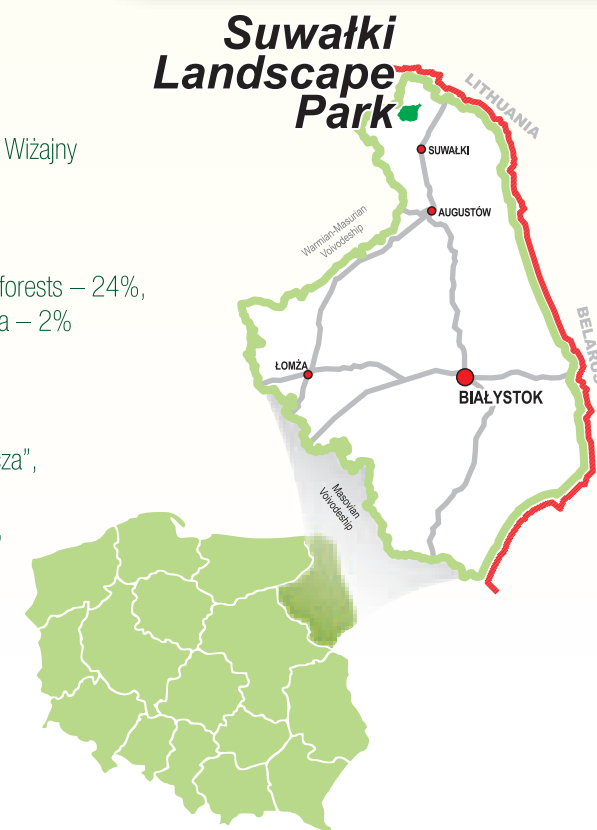 Suwałki
Landscape
Park
LITHUANIA
Wiżajny
SUWAŁKI
AUGUSTÓW
Warmian-Masurian
Voivodeship
forests – 24%,
a – 2%
BELARUS
ŁOMŻA
BIAŁYSTOK
za”,
Masovian
Voivodeship